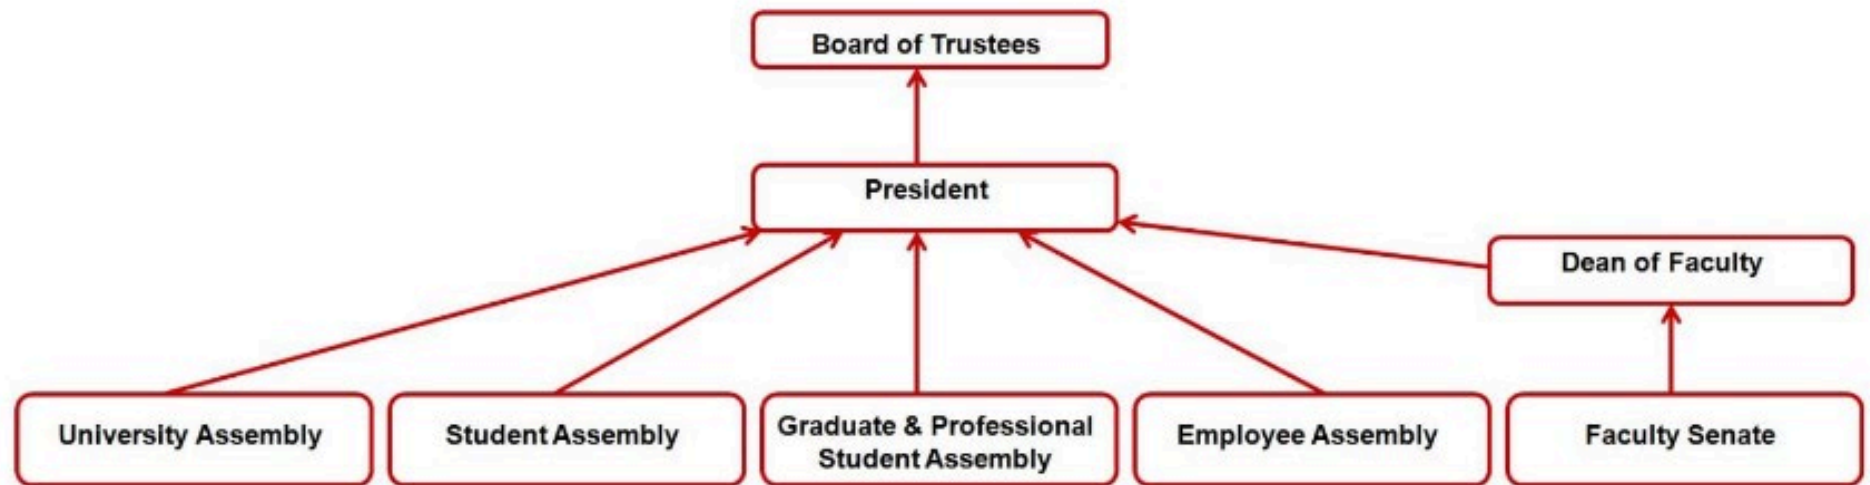 Board of Trustees
President
Dean of Faculty
University Assembly
Student Assembly
Graduate & Professional
Student Assembly
Employee Assembly
Faculty Senate